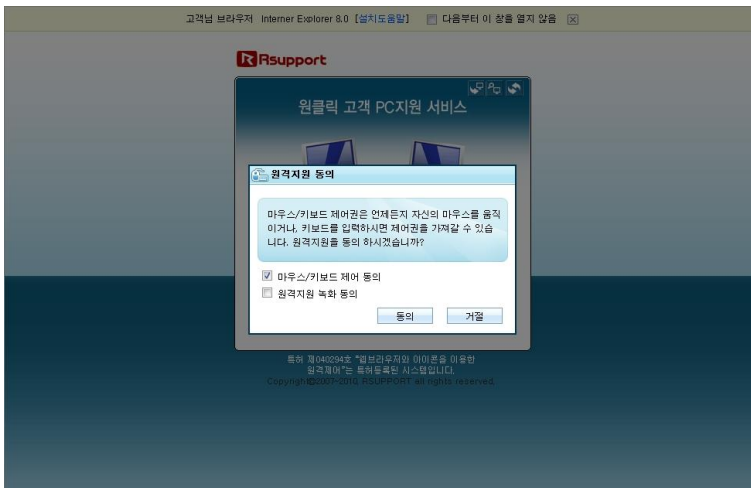 고객님 브라우저 Interner Explorer 8.0 [설치도움말] 다음부터 이 창을 열지 않음
Rsupport
원클릭 고객 PC지원 서비스
원격지원 동의
마우스/키보드 제어권은 언제든지 자신의 마우스를 움직
이거나, 키보드를 입력하시면 제어권을 가져갈 수 있습
니다. 원격지원을 동의 하시겠습니까?
마우스/키보드 제어 동의
원격지원 녹화 동의
동의 거절
특허 제040294호 "웹브라우저와 아이콘을 이용한
원격제어"는 특허등록된 시스템입니다.
Copyright©2007-2010, RSUPPORT all rights reserved.